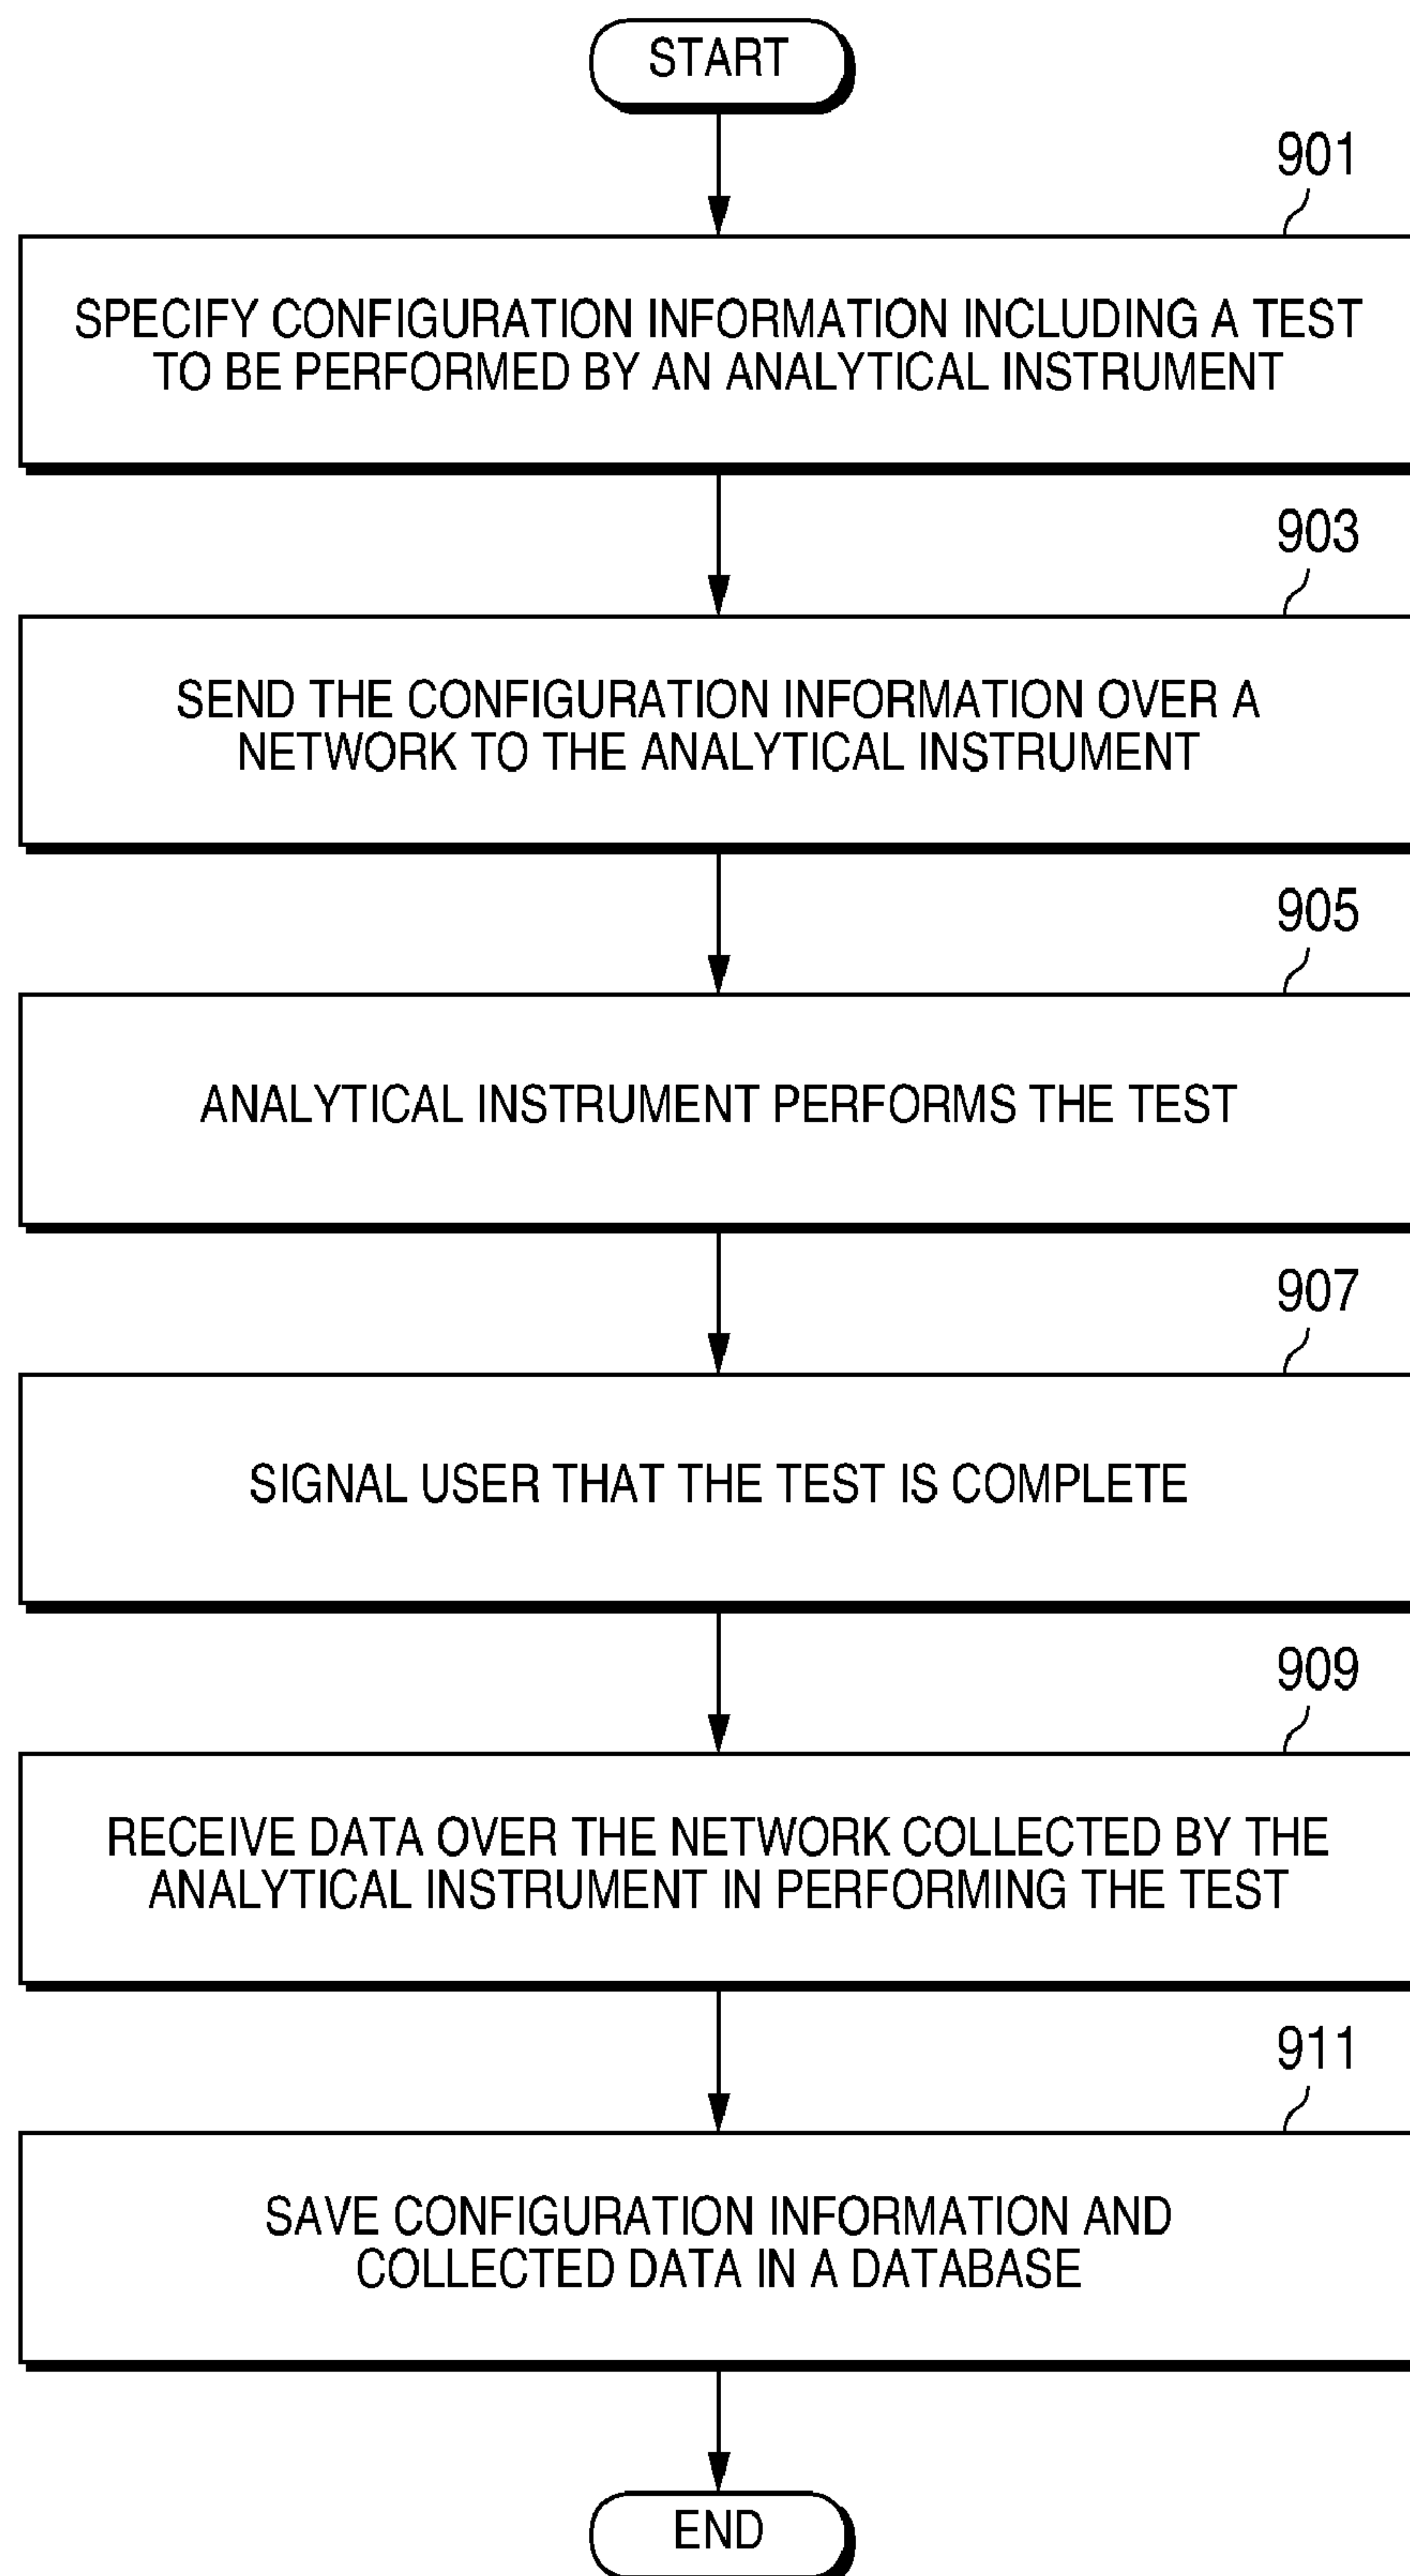 START
901
SPECIFY CONFIGURATION INFORMATION INCLUDING A TEST
TO BE PERFORMED BY AN ANALYTICAL INSTRUMENT
903
SEND THE CONFIGURATION INFORMATION OVER A
NETWORK TO THE ANALYTICAL INSTRUMENT
905
ANALYTICAL INSTRUMENT PERFORMS THE TEST
907
SIGNAL USER THAT THE TEST IS COMPLETE
909
RECEIVE DATA OVER THE NETWORK COLLECTED BY THE
ANALYTICAL INSTRUMENT IN PERFORMING THE TEST
911
SAVE CONFIGURATION INFORMATION AND
COLLECTED DATA IN A DATABASE
END